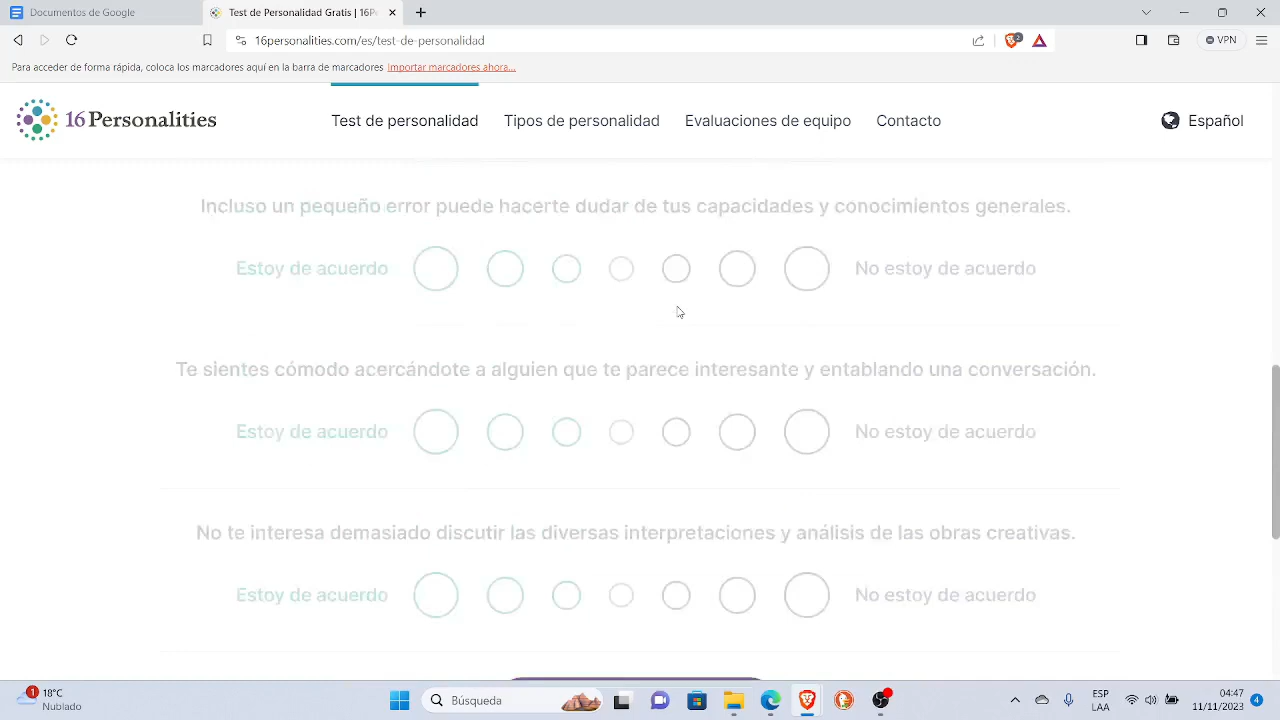 Documentos de Google
Test de Personalidad Gratis | 16P
16personalities.com/es/test-de-personalidad
2
VPN
Para acceder de forma rápida, coloca los marcadores aquí en la barra de marcadores Importar marcadores ahora...
16Personalities
Test de personalidad
Tipos de personalidad
Evaluaciones de equipo
Contacto
Español
Incluso un pequeño error puede hacerte dudar de tus capacidades y conocimientos generales.
Estoy de acuerdo
No estoy de acuerdo
Te sientes cómodo acercándote a alguien que te parece interesante y entablando una conversación.
Estoy de acuerdo
No estoy de acuerdo
No te interesa demasiado discutir las diversas interpretaciones y análisis de las obras creativas.
Estoy de acuerdo
No estoy de acuerdo
1
18°C
Nublado
Búsqueda
ESP
LAA
11/11/2023
4